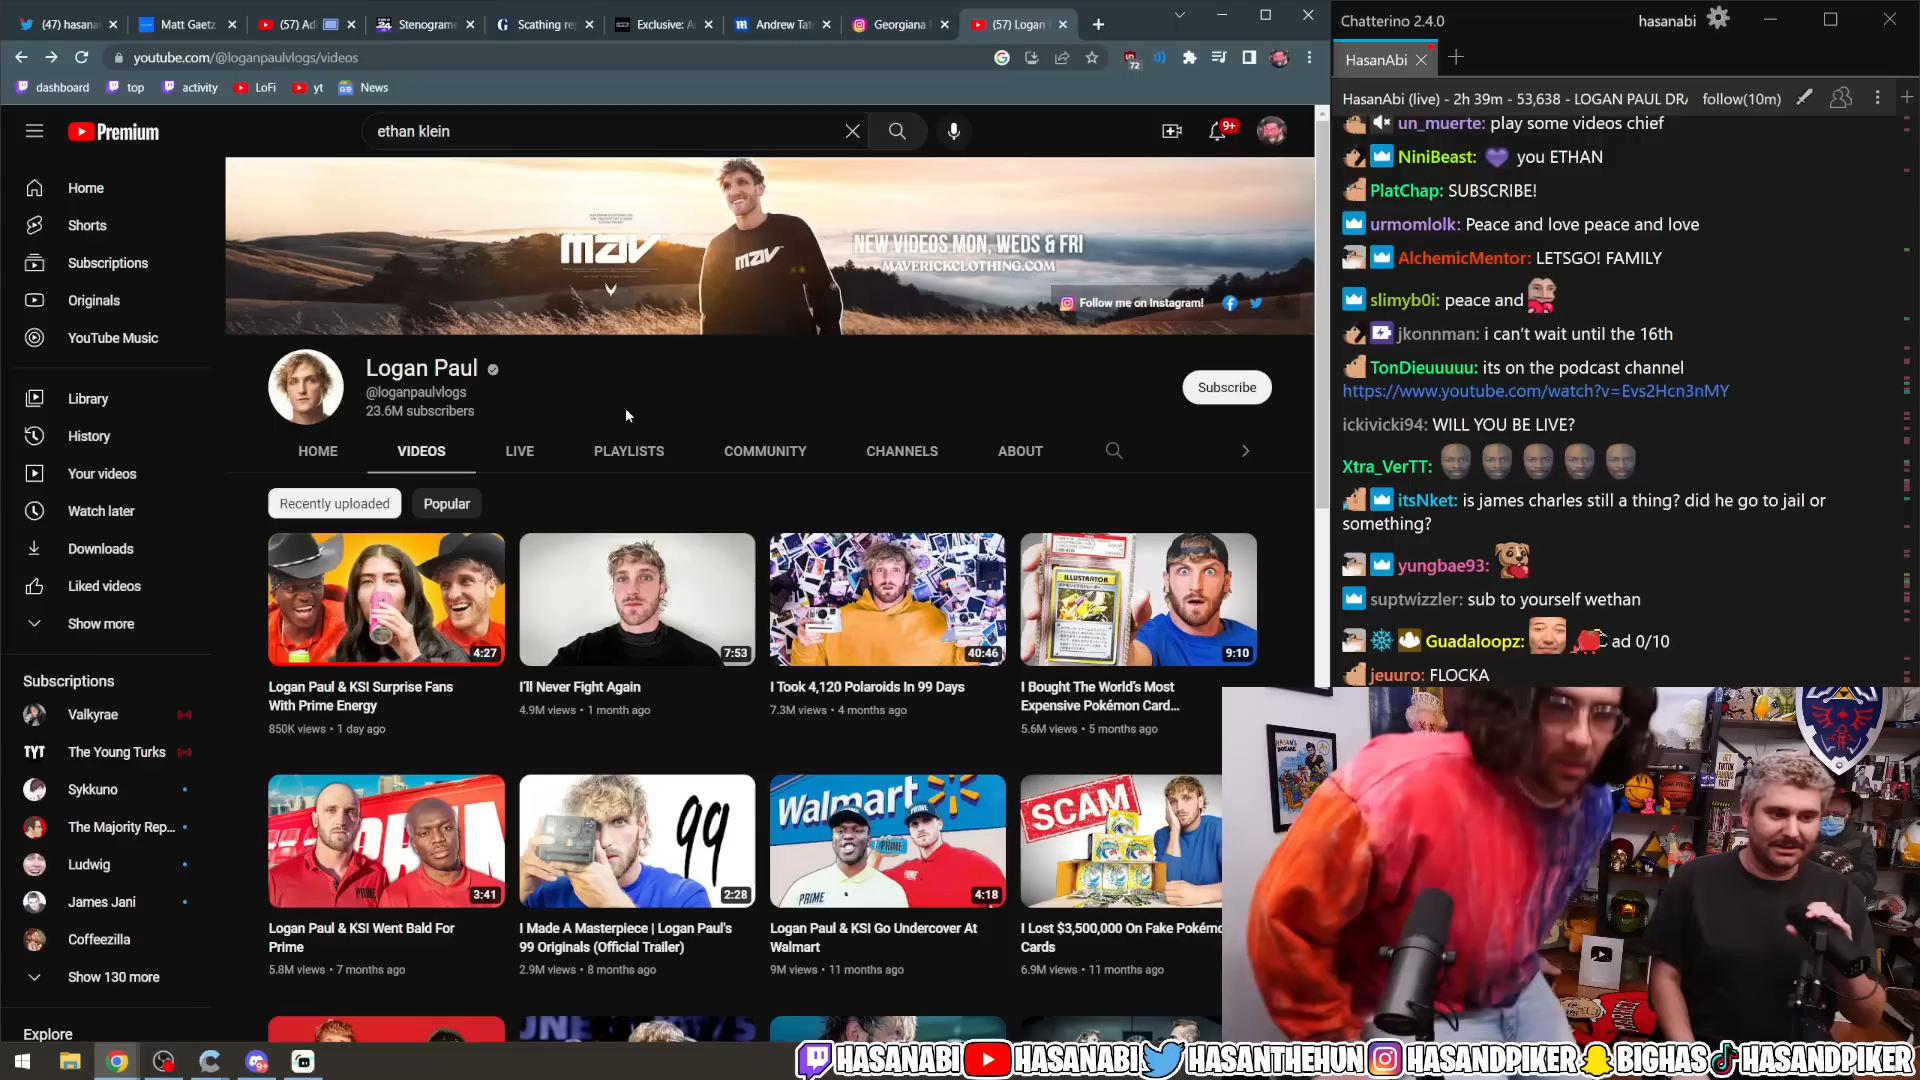 (47) hasana
Matt Gaetz
(57) Ad
Stenogram
Scathing re
Exclusive: A
Andrew Tat
Georgiana
(57) Logan
youtube.com/@loganpaulvlogs/videos
72
dashboard
top
activity
LoFi
yt
News
Premium
ethan klein
9+
Home
Shorts
Subscriptions
Originals
YouTube Music
Library
History
Your videos
Watch later
Downloads
Liked videos
Show more
Subscriptions
Valkyrae
TYT The Young Turks
Sykkuno
The Majority Rep...
Ludwig
James Jani
Coffeezilla
Show 130 more
Explore
mav
mav
NEW VIDEOS MON, WEDS & FRI
MAVERICKCLOTHING.COM
Follow me on Instagram!
Logan Paul
@loganpaulvlogs
23.6M subscribers
Subscribe
HOME
VIDEOS
LIVE
PLAYLISTS
COMMUNITY
CHANNELS
ABOUT
Recently uploaded
Popular
4:27
Logan Paul & KSI Surprise Fans
With Prime Energy
850K views • 1 day ago
7:53
I'll Never Fight Again
4.9M views • 1 month ago
40:46
I Took 4,120 Polaroids In 99 Days
7.3M views • 4 months ago
ILLUSTRATOR
9:10
I Bought The World's Most
Expensive Pokémon Card...
5.6M views • 5 months ago
PRIME
3:41
Logan Paul & KSI Went Bald For
Prime
5.8M views • 7 months ago
99
2:28
I Made A Masterpiece | Logan Paul's
99 Originals (Official Trailer)
2.9M views • 8 months ago
Walmart
PRIME
4:18
Logan Paul & KSI Go Undercover At
Walmart
9M views • 11 months ago
SCAM
I Lost $3,500,000 On Fake Pokémo
Cards
6.9M views • 11 months ago
Chatterino 2.4.0
hasanabi
HasanAbi
HasanAbi (live) - 2h 39m - 53,638 - LOGAN PAUL DR
follow(10m)
un_muerte: play some videos chief
NiniBeast: you ETHAN
PlatChap: SUBSCRIBE!
urmomlolk: Peace and love peace and love
AlchemicMentor: LETSGO! FAMILY
slimyb0i: peace and
jkonnman: i can't wait until the 16th
TonDieuuuuu: its on the podcast channel
https://www.youtube.com/watch?v=Evs2Hcn3nMY
ickivicki94: WILL YOU BE LIVE?
Xtra_VerTT:
itsNket: is james charles still a thing? did he go to jail or
something?
yungbae93:
suptwizzler: sub to yourself wethan
Guadaloopz: ad 0/10
jeuuro: FLOCKA
HASANABI
HASANABI
HASANTHEHUN
HASANDPIKER
BIGHAS
HASANDPIKER